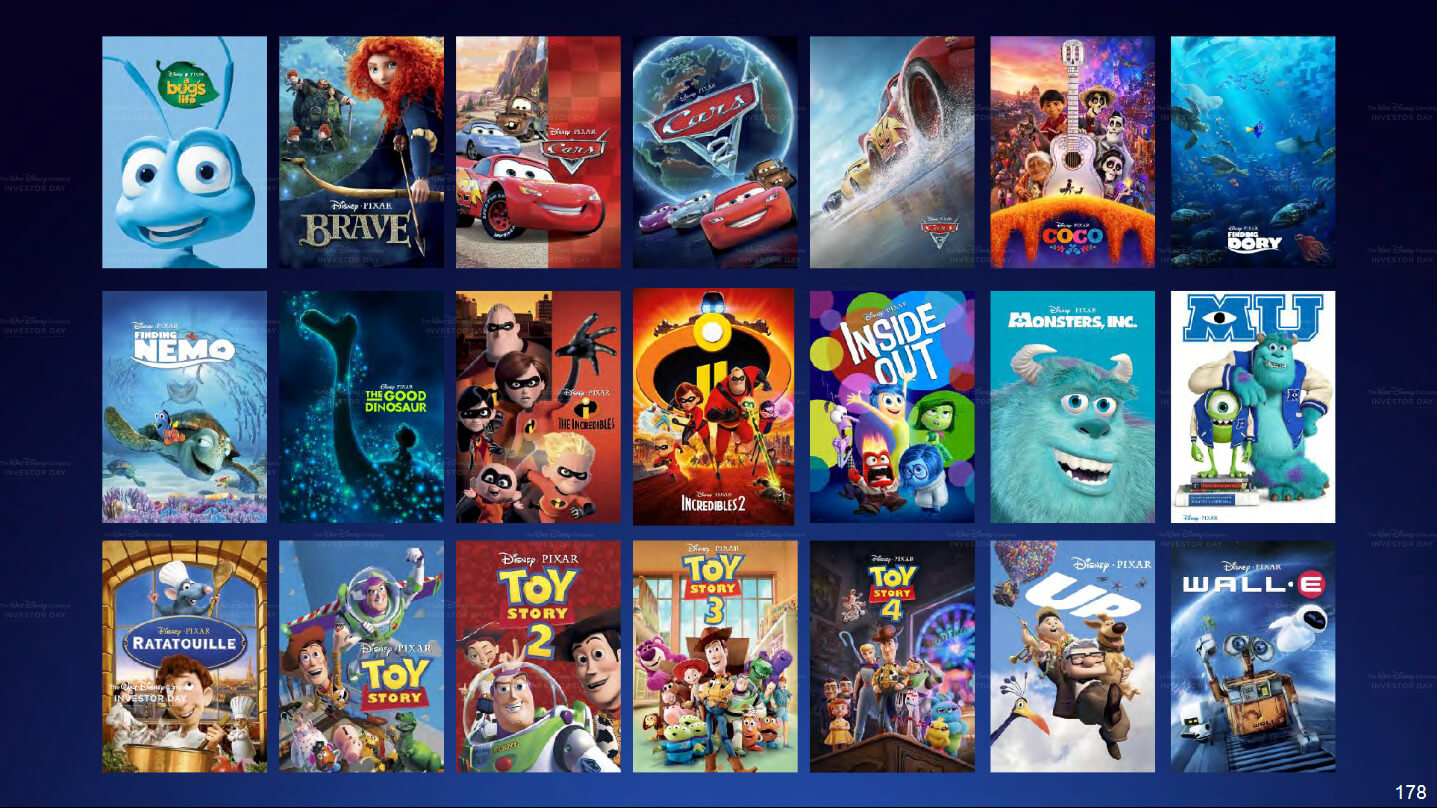 DISNEY · PIXAR
a
bug's
life
DISNEY · PIXAR
BRAVE
DISNEY · PIXAR
Cars
DISNEY · PIXAR
Cars
2
Cars
3
DISNEY · PIXAR
COCO
DISNEY · PIXAR
FINDING
DORY
DISNEY · PIXAR
FINDING
NEMO
DISNEY · PIXAR
THE GOOD
DINOSAUR
DISNEY · PIXAR
THE INCREDIBLES
DISNEY · PIXAR
INCREDIBLES 2
DISNEY · PIXAR
INSIDE
OUT
DISNEY · PIXAR
MONSTERS, INC.
MU
DISNEY · PIXAR
DISNEY · PIXAR
RATATOUILLE
The Walt Disney Company
INVESTOR DAY
DISNEY · PIXAR
TOY
STORY
DISNEY · PIXAR
TOY
STORY
2
DISNEY · PIXAR
TOY
STORY
3
DISNEY · PIXAR
TOY
STORY
4
DISNEY · PIXAR
UP
DISNEY · PIXAR
WALL·E
178